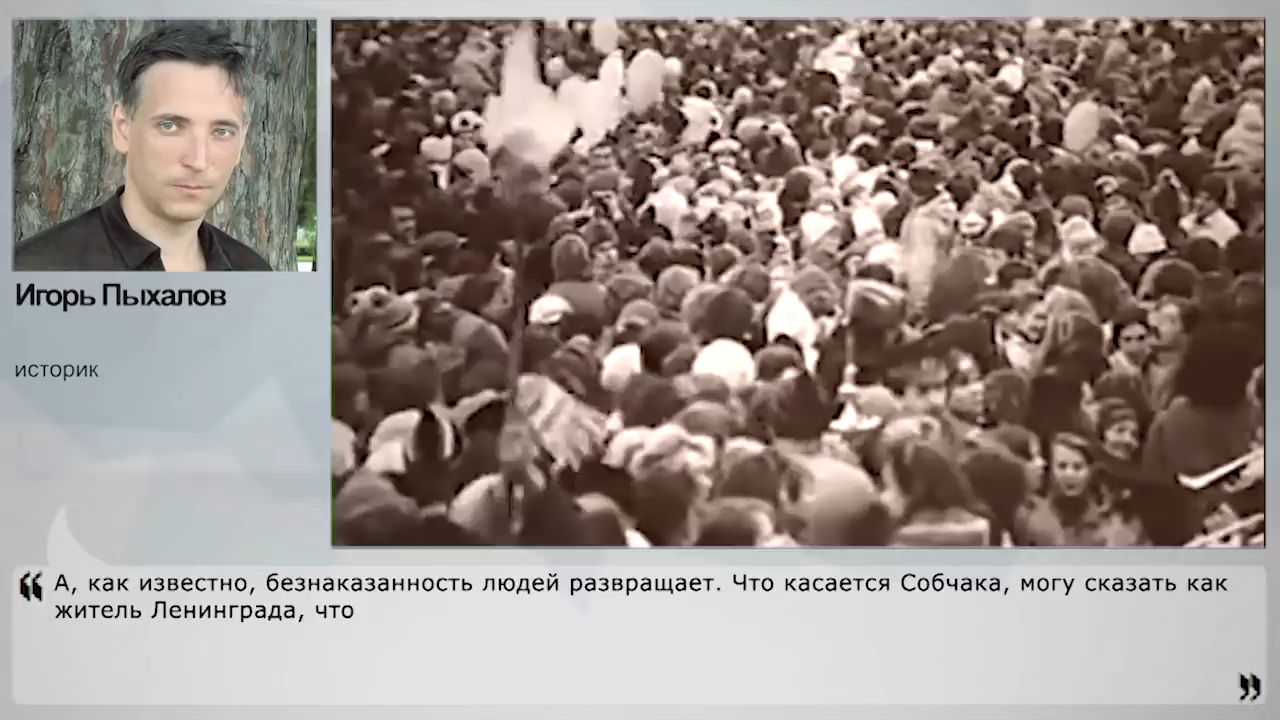 Игорь Пыхалов
историк
“ А, как известно, безнаказанность людей развращает. Что касается Собчака, могу сказать как
житель Ленинграда, что
”